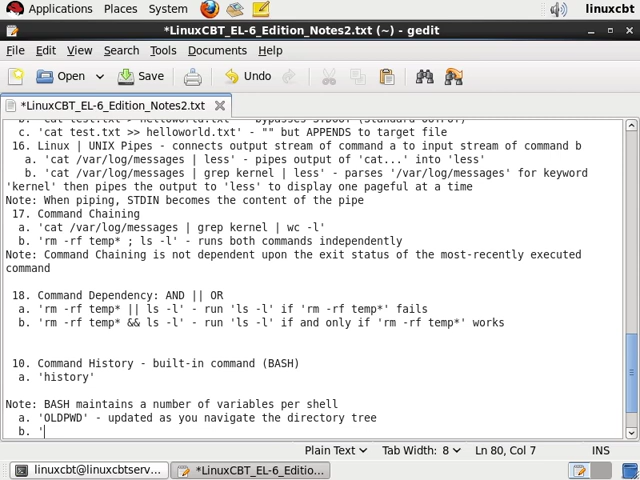 Applications Places System linuxcbt
*LinuxCBT_EL-6_Edition_Notes2.txt (~) - gedit
File Edit View Search Tools Documents Help
Open Save Undo
*LinuxCBT_EL-6_Edition_Notes2.txt
c. 'cat test.txt >> helloworld.txt' - "" but APPENDS to target file
16. Linux | UNIX Pipes - connects output stream of command a to input stream of command b
a. 'cat /var/log/messages | less' - pipes output of 'cat...' into 'less'
b. 'cat /var/log/messages | grep kernel | less' - parses '/var/log/messages' for keyword
'kernel' then pipes the output to 'less' to display one pageful at a time
Note: When piping, STDIN becomes the content of the pipe
17. Command Chaining
a. 'cat /var/log/messages | grep kernel | wc -l'
b. 'rm -rf temp* ; ls -l' - runs both commands independently
Note: Command Chaining is not dependent upon the exit status of the most-recently executed
command
18. Command Dependency: AND || OR
a. 'rm -rf temp* || ls -l' - run 'ls -l' if 'rm -rf temp*' fails
b. 'rm -rf temp* && ls -l' - run 'ls -l' if and only if 'rm -rf temp*' works
10. Command History - built-in command (BASH)
a. 'history'
Note: BASH maintains a number of variables per shell
a. 'OLDPWD' - updated as you navigate the directory tree
b. '
Plain Text Tab Width: 8 Ln 80, Col 7 INS
linuxcbt@linuxcbtserv... *LinuxCBT_EL-6_Editio...